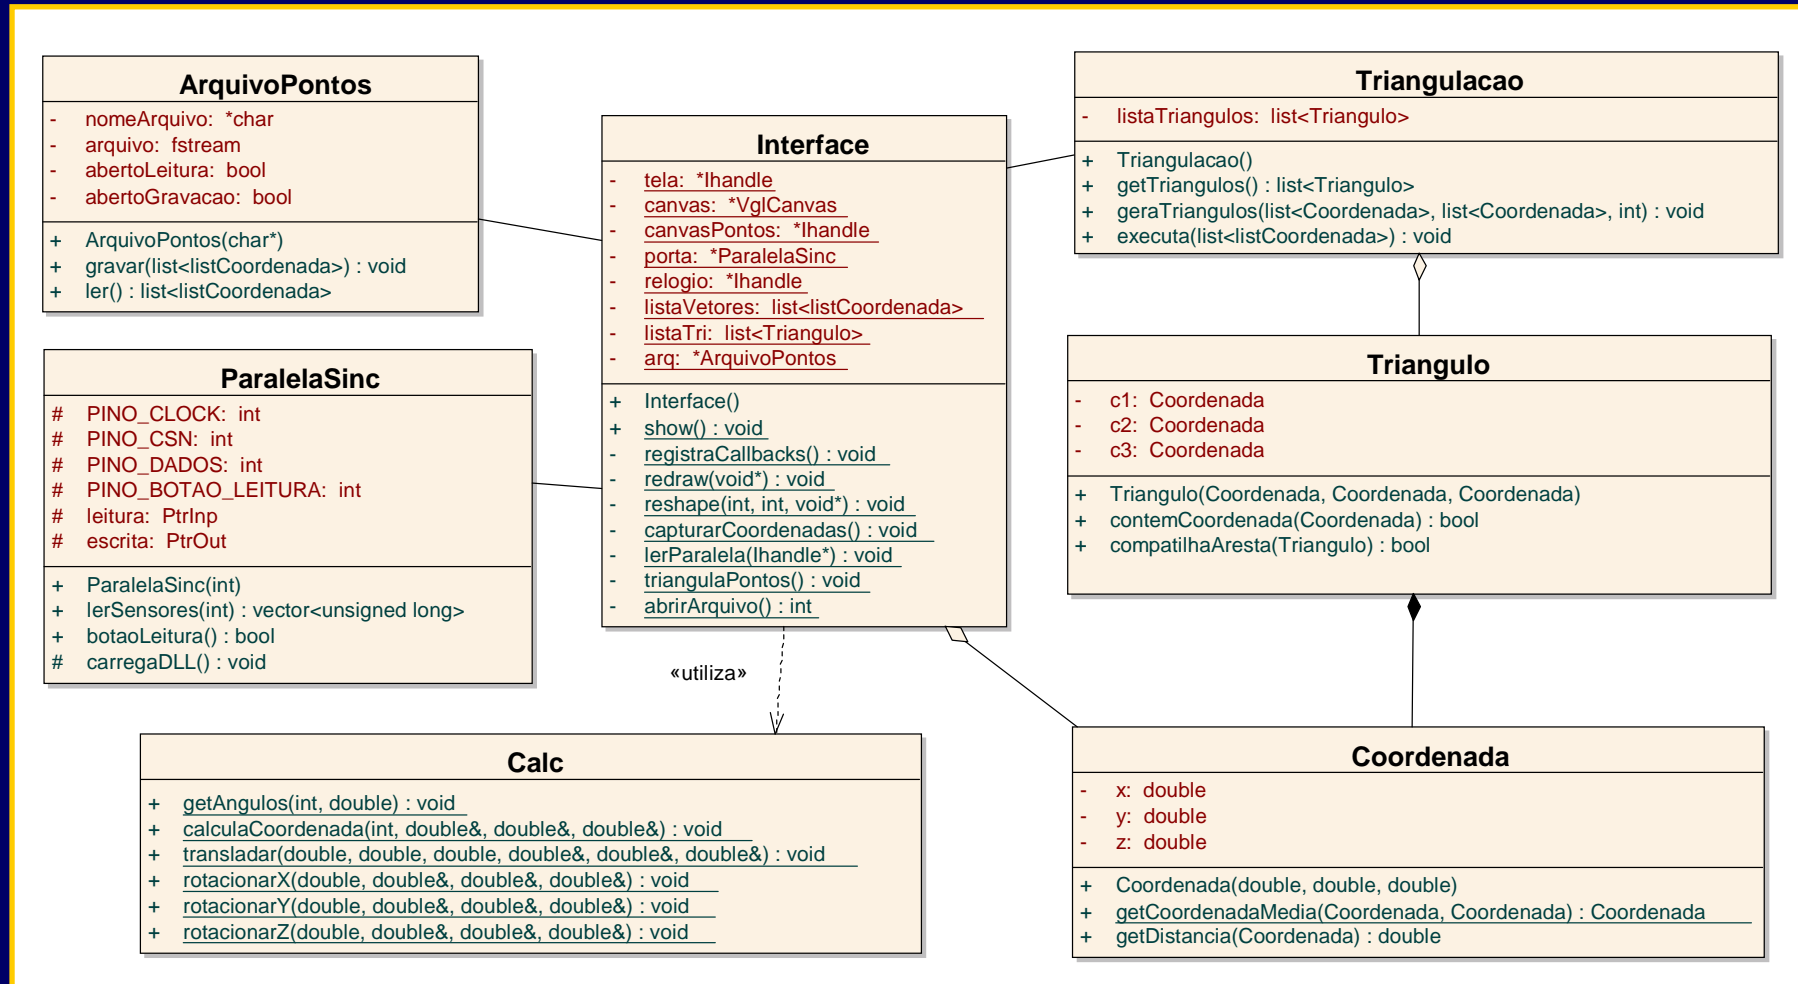 ArquivoPontos
- nomeArquivo: *char
- arquivo: fstream
- abertoLeitura: bool
- abertoGravacao: bool
+ ArquivoPontos(char*)
+ gravar(list<listCoordenada>) : void
+ ler() : list<listCoordenada>
ParalelaSinc
# PINO_CLOCK: int
# PINO_CSN: int
# PINO_DADOS: int
# PINO_BOTAO_LEITURA: int
# leitura: PtrInp
# escrita: PtrOut
+ ParalelaSinc(int)
+ lerSensores(int) : vector<unsigned long>
+ botaoLeitura() : bool
# carregaDLL() : void
Interface
- tela: *Ihandle
- canvas: *VglCanvas
- canvasPontos: *Ihandle
- porta: *ParalelaSinc
- relogio: *Ihandle
- listaVetores: list<listCoordenada>
- listaTri: list<Triangulo>
- arq: *ArquivoPontos
+ Interface()
+ show() : void
- registraCallbacks() : void
- redraw(void*) : void
- reshape(int, int, void*) : void
- capturarCoordenadas() : void
- lerParalela(Ihandle*) : void
- triangulaPontos() : void
- abrirArquivo() : int
«utiliza»
Triangulacao
- listaTriangulos: list<Triangulo>
+ Triangulacao()
+ getTriangulos() : list<Triangulo>
+ geraTriangulos(list<Coordenada>, list<Coordenada>, int) : void
+ executa(list<listCoordenada>) : void
Triangulo
- c1: Coordenada
- c2: Coordenada
- c3: Coordenada
+ Triangulo(Coordenada, Coordenada, Coordenada)
+ contemCoordenada(Coordenada) : bool
+ compatilhaAresta(Triangulo) : bool
Calc
+ getAngulos(int, double) : void
+ calculaCoordenada(int, double&, double&, double&) : void
+ transladar(double, double, double, double&, double&, double&) : void
+ rotacionarX(double, double&, double&, double&) : void
+ rotacionarY(double, double&, double&, double&) : void
+ rotacionarZ(double, double&, double&, double&) : void
Coordenada
- x: double
- y: double
- z: double
+ Coordenada(double, double, double)
+ getCoordenadaMedia(Coordenada, Coordenada) : Coordenada
+ getDistancia(Coordenada) : double